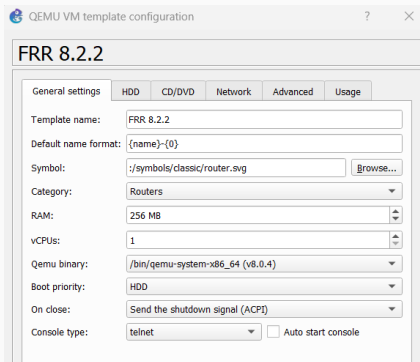 QEMU VM template configuration ? ×
FRR 8.2.2
General settings HDD CD/DVD Network Advanced Usage
Template name: FRR 8.2.2
Default name format: {name}-{0}
Symbol: :/symbols/classic/router.svg Browse...
Category: Routers
RAM: 256 MB
vCPUs: 1
Qemu binary: /bin/qemu-system-x86_64 (v8.0.4)
Boot priority: HDD
On close: Send the shutdown signal (ACPI)
Console type: telnet Auto start console